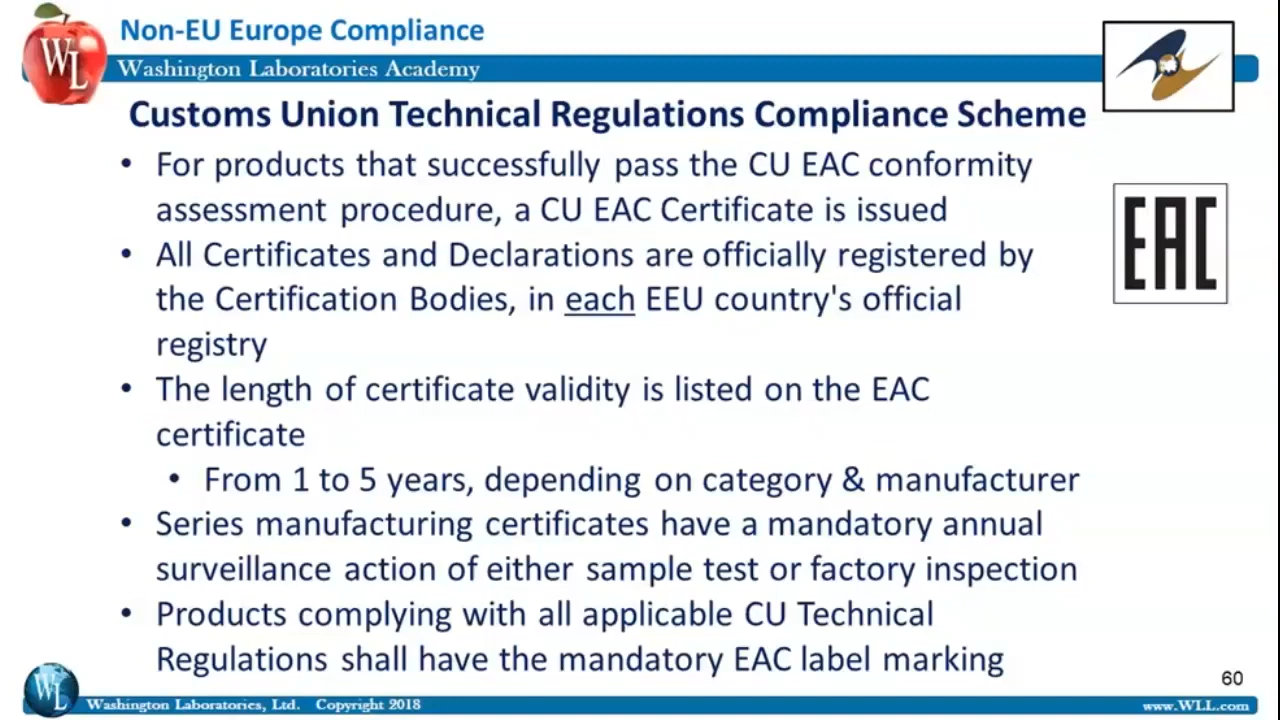 Non-EU Europe Compliance
WL
Washington Laboratories Academy
Customs Union Technical Regulations Compliance Scheme
• For products that successfully pass the CU EAC conformity
assessment procedure, a CU EAC Certificate is issued
EAC
• All Certificates and Declarations are officially registered by
the Certification Bodies, in each EEU country's official
registry
• The length of certificate validity is listed on the EAC
certificate
• From 1 to 5 years, depending on category & manufacturer
• Series manufacturing certificates have a mandatory annual
surveillance action of either sample test or factory inspection
• Products complying with all applicable CU Technical
Regulations shall have the mandatory EAC label marking
60
WL
Washington Laboratories, Ltd. Copyright 2018
www.WLL.com